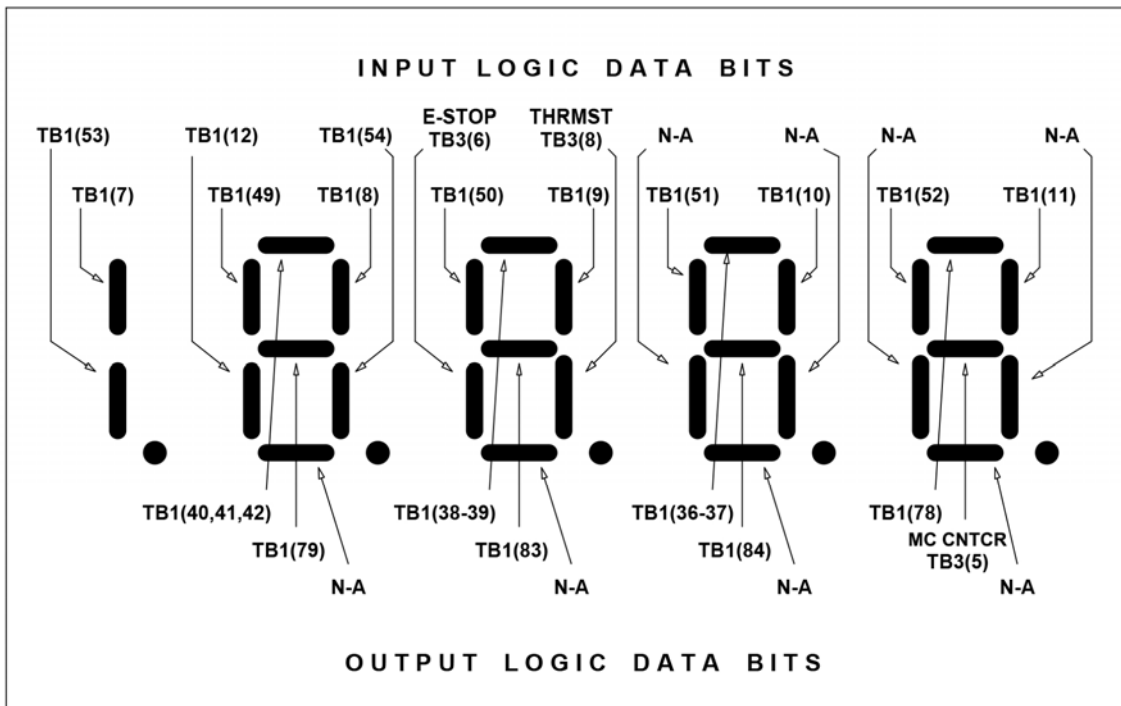 INPUT LOGIC DATA BITS
TB1(53)
TB1(12)
TB1(54)
E-STOP
TB3(6)
THRMST
TB3(8)
N-A
N-A
N-A
N-A
TB1(7)
TB1(49)
TB1(8)
TB1(50)
TB1(9)
TB1(51)
TB1(10)
TB1(52)
TB1(11)
TB1(40,41,42)
TB1(38-39)
TB1(36-37)
TB1(78)
TB1(79)
TB1(83)
TB1(84)
MC CNTCR
TB3(5)
N-A
N-A
N-A
N-A
OUTPUT LOGIC DATA BITS